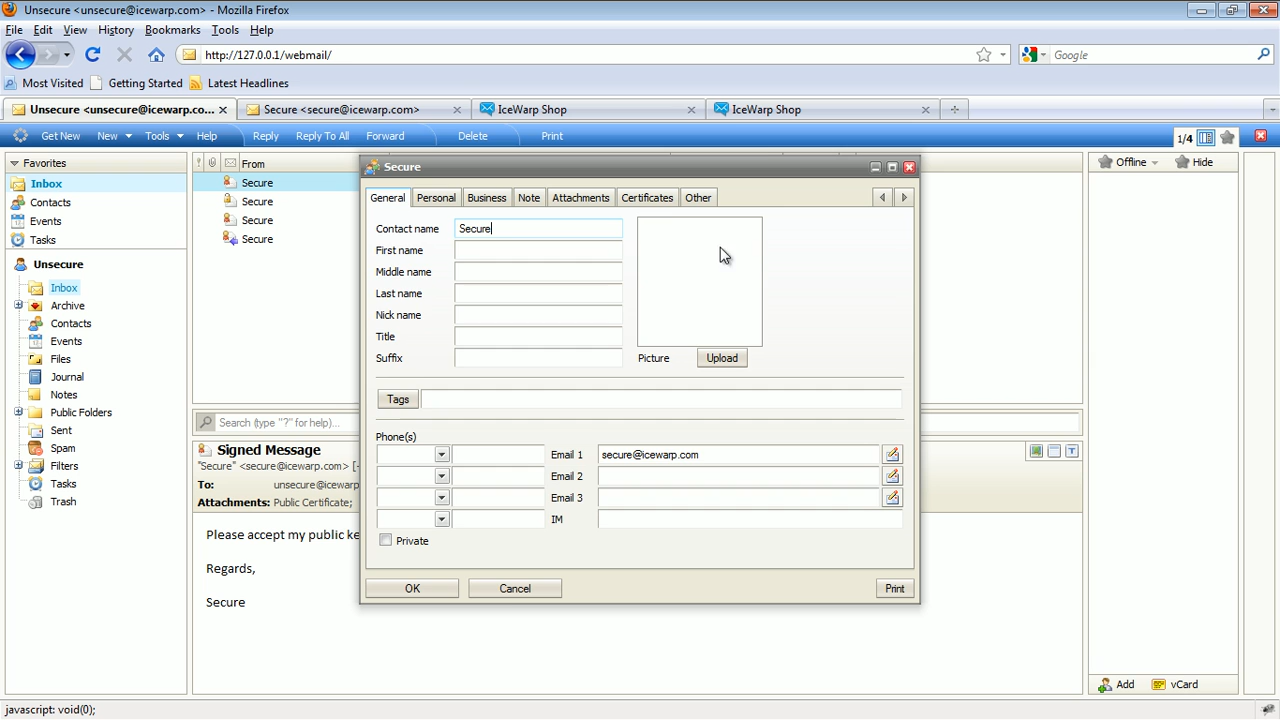 Unsecure <unsecure@icewarp.com> - Mozilla Firefox
File Edit View History Bookmarks Tools Help
http://127.0.0.1/webmail/
Google
Most Visited Getting Started Latest Headlines
Unsecure <unsecure@icewarp.co... Secure <secure@icewarp.com> IceWarp Shop IceWarp Shop
Get New New Tools Help Reply Reply To All Forward Delete Print 1/4
Favorites
Inbox
Contacts
Events
Tasks
Unsecure
Inbox
Archive
Contacts
Events
Files
Journal
Notes
Public Folders
Sent
Spam
Filters
Tasks
Trash
From
Secure
Secure
Secure
Secure
Search (type "?" for help)...
Signed Message
"Secure" <secure@icewarp.com> [-
To: unsecure@icewarp
Attachments: Public Certificate;
Please accept my public ke
Regards,
Secure
Secure
General Personal Business Note Attachments Certificates Other
Contact name Secure
First name
Middle name
Last name
Nick name
Title
Suffix
Picture Upload
Tags
Phone(s)
Email 1 secure@icewarp.com
Email 2
Email 3
IM
Private
OK Cancel Print
Offline Hide
Add vCard
javascript: void(0);